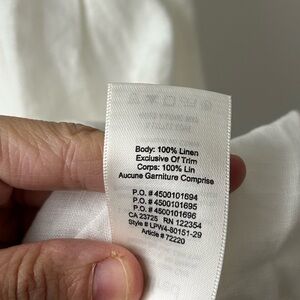 Body: 100% Linen
Exclusive Of Trim
Corps: 100% Lin
Aucune Garniture Comprise
P.O. # 4500101694
P.O. # 4500101695
P.O. # 4500101696
CA 23725 RN 122354
Style # LPW4-80151-29
Article # 72220